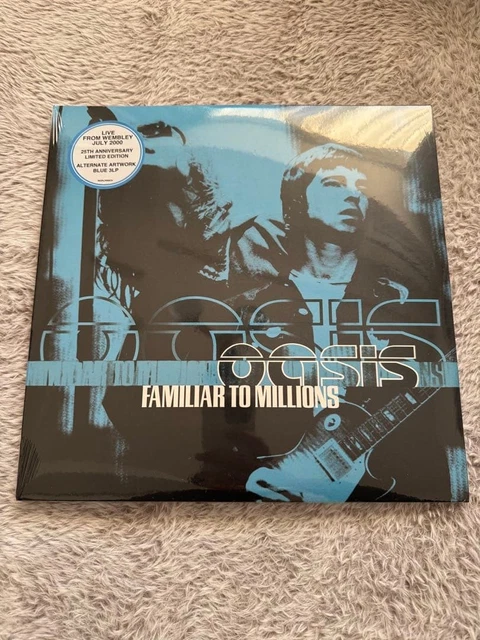 LIVE
FROM WEMBLEY
JULY 2000
25TH ANNIVERSARY
LIMITED EDITION
ALTERNATE ARTWORK
BLUE 3LP
oasis
oasis
FAMILIAR TO MILLIONS